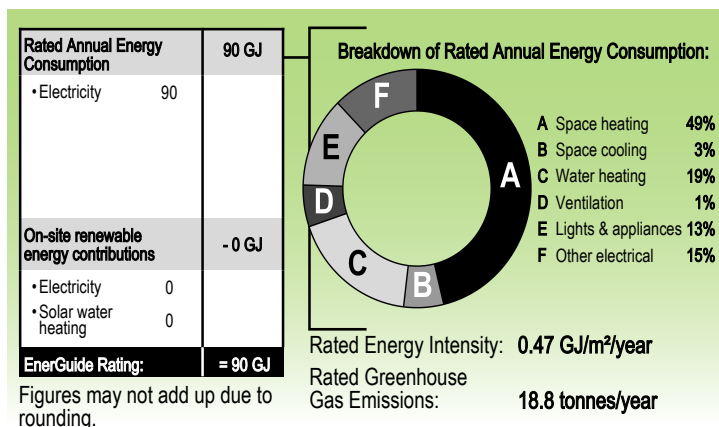 Rated Annual Energy
Consumption
90 GJ
• Electricity 90
On-site renewable
energy contributions
- 0 GJ
• Electricity 0
• Solar water
heating 0
EnerGuide Rating: = 90 GJ
Figures may not add up due to
rounding.
Breakdown of Rated Annual Energy Consumption:
A
B
C
D
E
F
A Space heating 49%
B Space cooling 3%
C Water heating 19%
D Ventilation 1%
E Lights & appliances 13%
F Other electrical 15%
Rated Energy Intensity: 0.47 GJ/m²/year
Rated Greenhouse
Gas Emissions: 18.8 tonnes/year